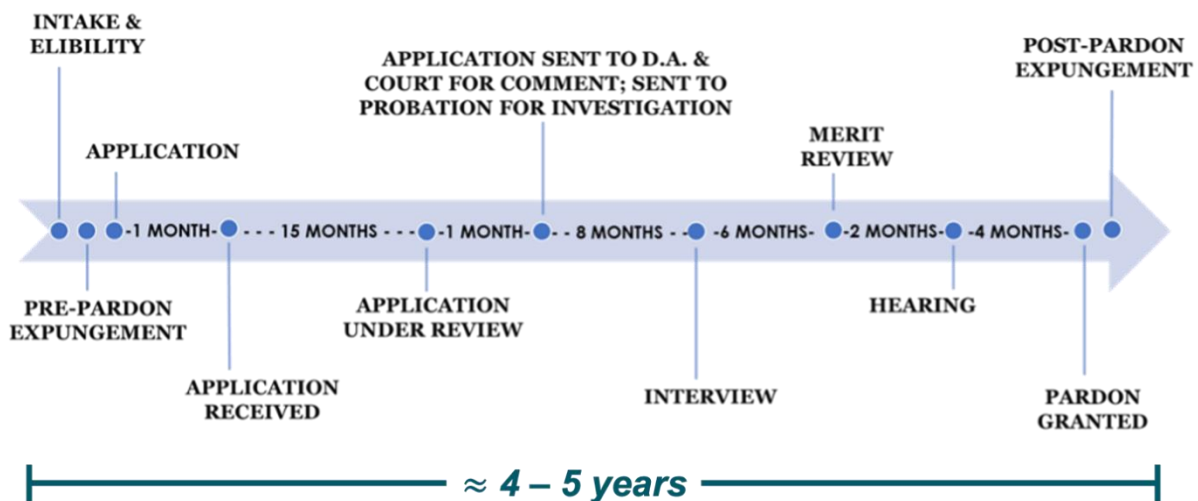 INTAKE &
ELIBILITY
APPLICATION SENT TO D.A. &
COURT FOR COMMENT; SENT TO
PROBATION FOR INVESTIGATION
POST-PARDON
EXPUNGEMENT
APPLICATION
MERIT
REVIEW
-1 MONTH- - - - 15 MONTHS - - - -1 MONTH- - - 8 MONTHS - - -6 MONTHS- -2 MONTHS- -4 MONTHS-
PRE-PARDON
EXPUNGEMENT
APPLICATION
UNDER REVIEW
HEARING
APPLICATION
RECEIVED
INTERVIEW
PARDON
GRANTED
≈ 4 – 5 years